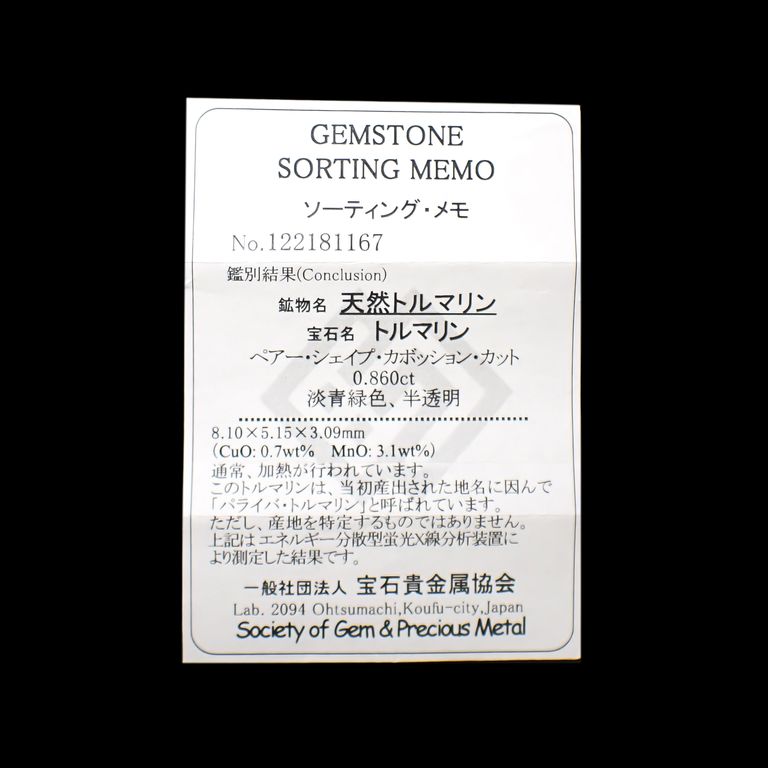 GEMSTONE
SORTING MEMO
ソーティング・メモ
No.122181167
鑑別結果(Conclusion)
鉱物名 天然トルマリン
宝石名 トルマリン
ペアー・シェイプ・カボッション・カット
0.860ct
淡青緑色、半透明
8.10×5.15×3.09mm
(CuO: 0.7wt% MnO: 3.1wt%)
通常、加熱が行われています。
このトルマリンは、当初産出された地名に因んで
「パライバ・トルマリン」と呼ばれています。
ただし、産地を特定するものではありません。
上記はエネルギー分散型蛍光X線分析装置に
より測定した結果です。
一般社団法人 宝石貴金属協会
Lab. 2094 Ohtsumachi,Koufu-city,Japan
Society of Gem & Precious Metal